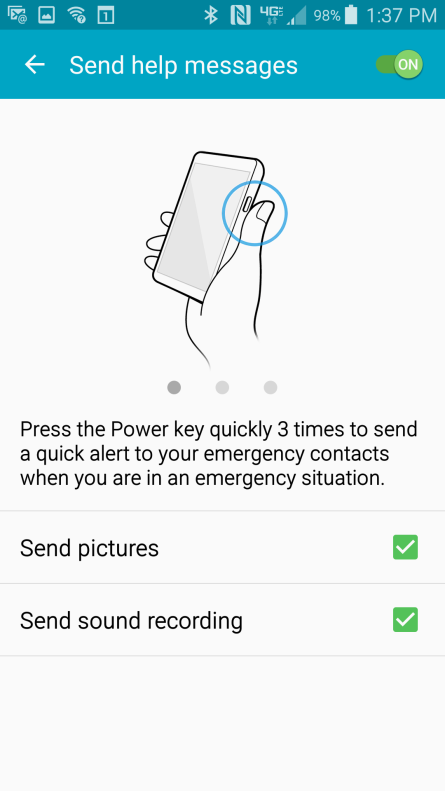 1 4G LTE 98% 1:37 PM
Send help messages ON
Press the Power key quickly 3 times to send
a quick alert to your emergency contacts
when you are in an emergency situation.
Send pictures
Send sound recording